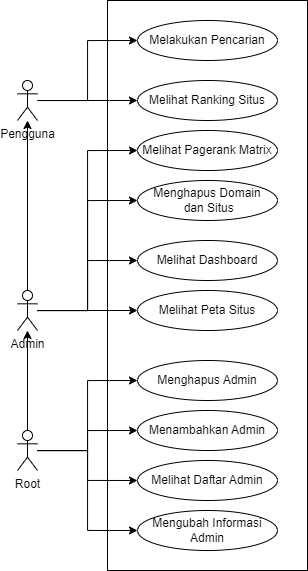 Melakukan Pencarian
Melihat Ranking Situs
Pengguna
Melihat Pagerank Matrix
Menghapus Domain
dan Situs
Melihat Dashboard
Melihat Peta Situs
Admin
Menghapus Admin
Menambahkan Admin
Root
Melihat Daftar Admin
Mengubah Informasi
Admin